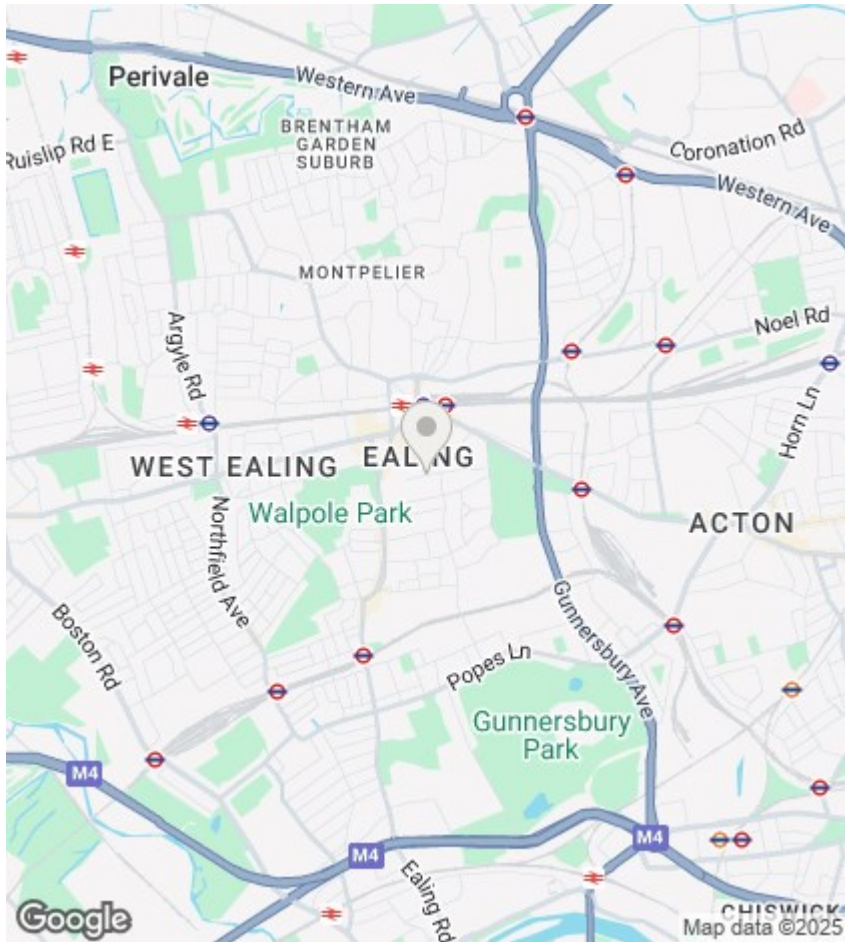 Perivale
Western Ave
BRENTHAM
GARDEN
SUBURB
Ruislip Rd E
Coronation Rd
Western Ave
MONTPELIER
Argyle Rd
Noel Rd
Horn Ln
WEST EALING
EALING
Walpole Park
ACTON
Northfield Ave
Boston Rd
Gunnersbury Ave
Popes Ln
Gunnersbury
Park
M4
M4
M4
Ealing Rd
CHISWICK
Google
Map data ©2025